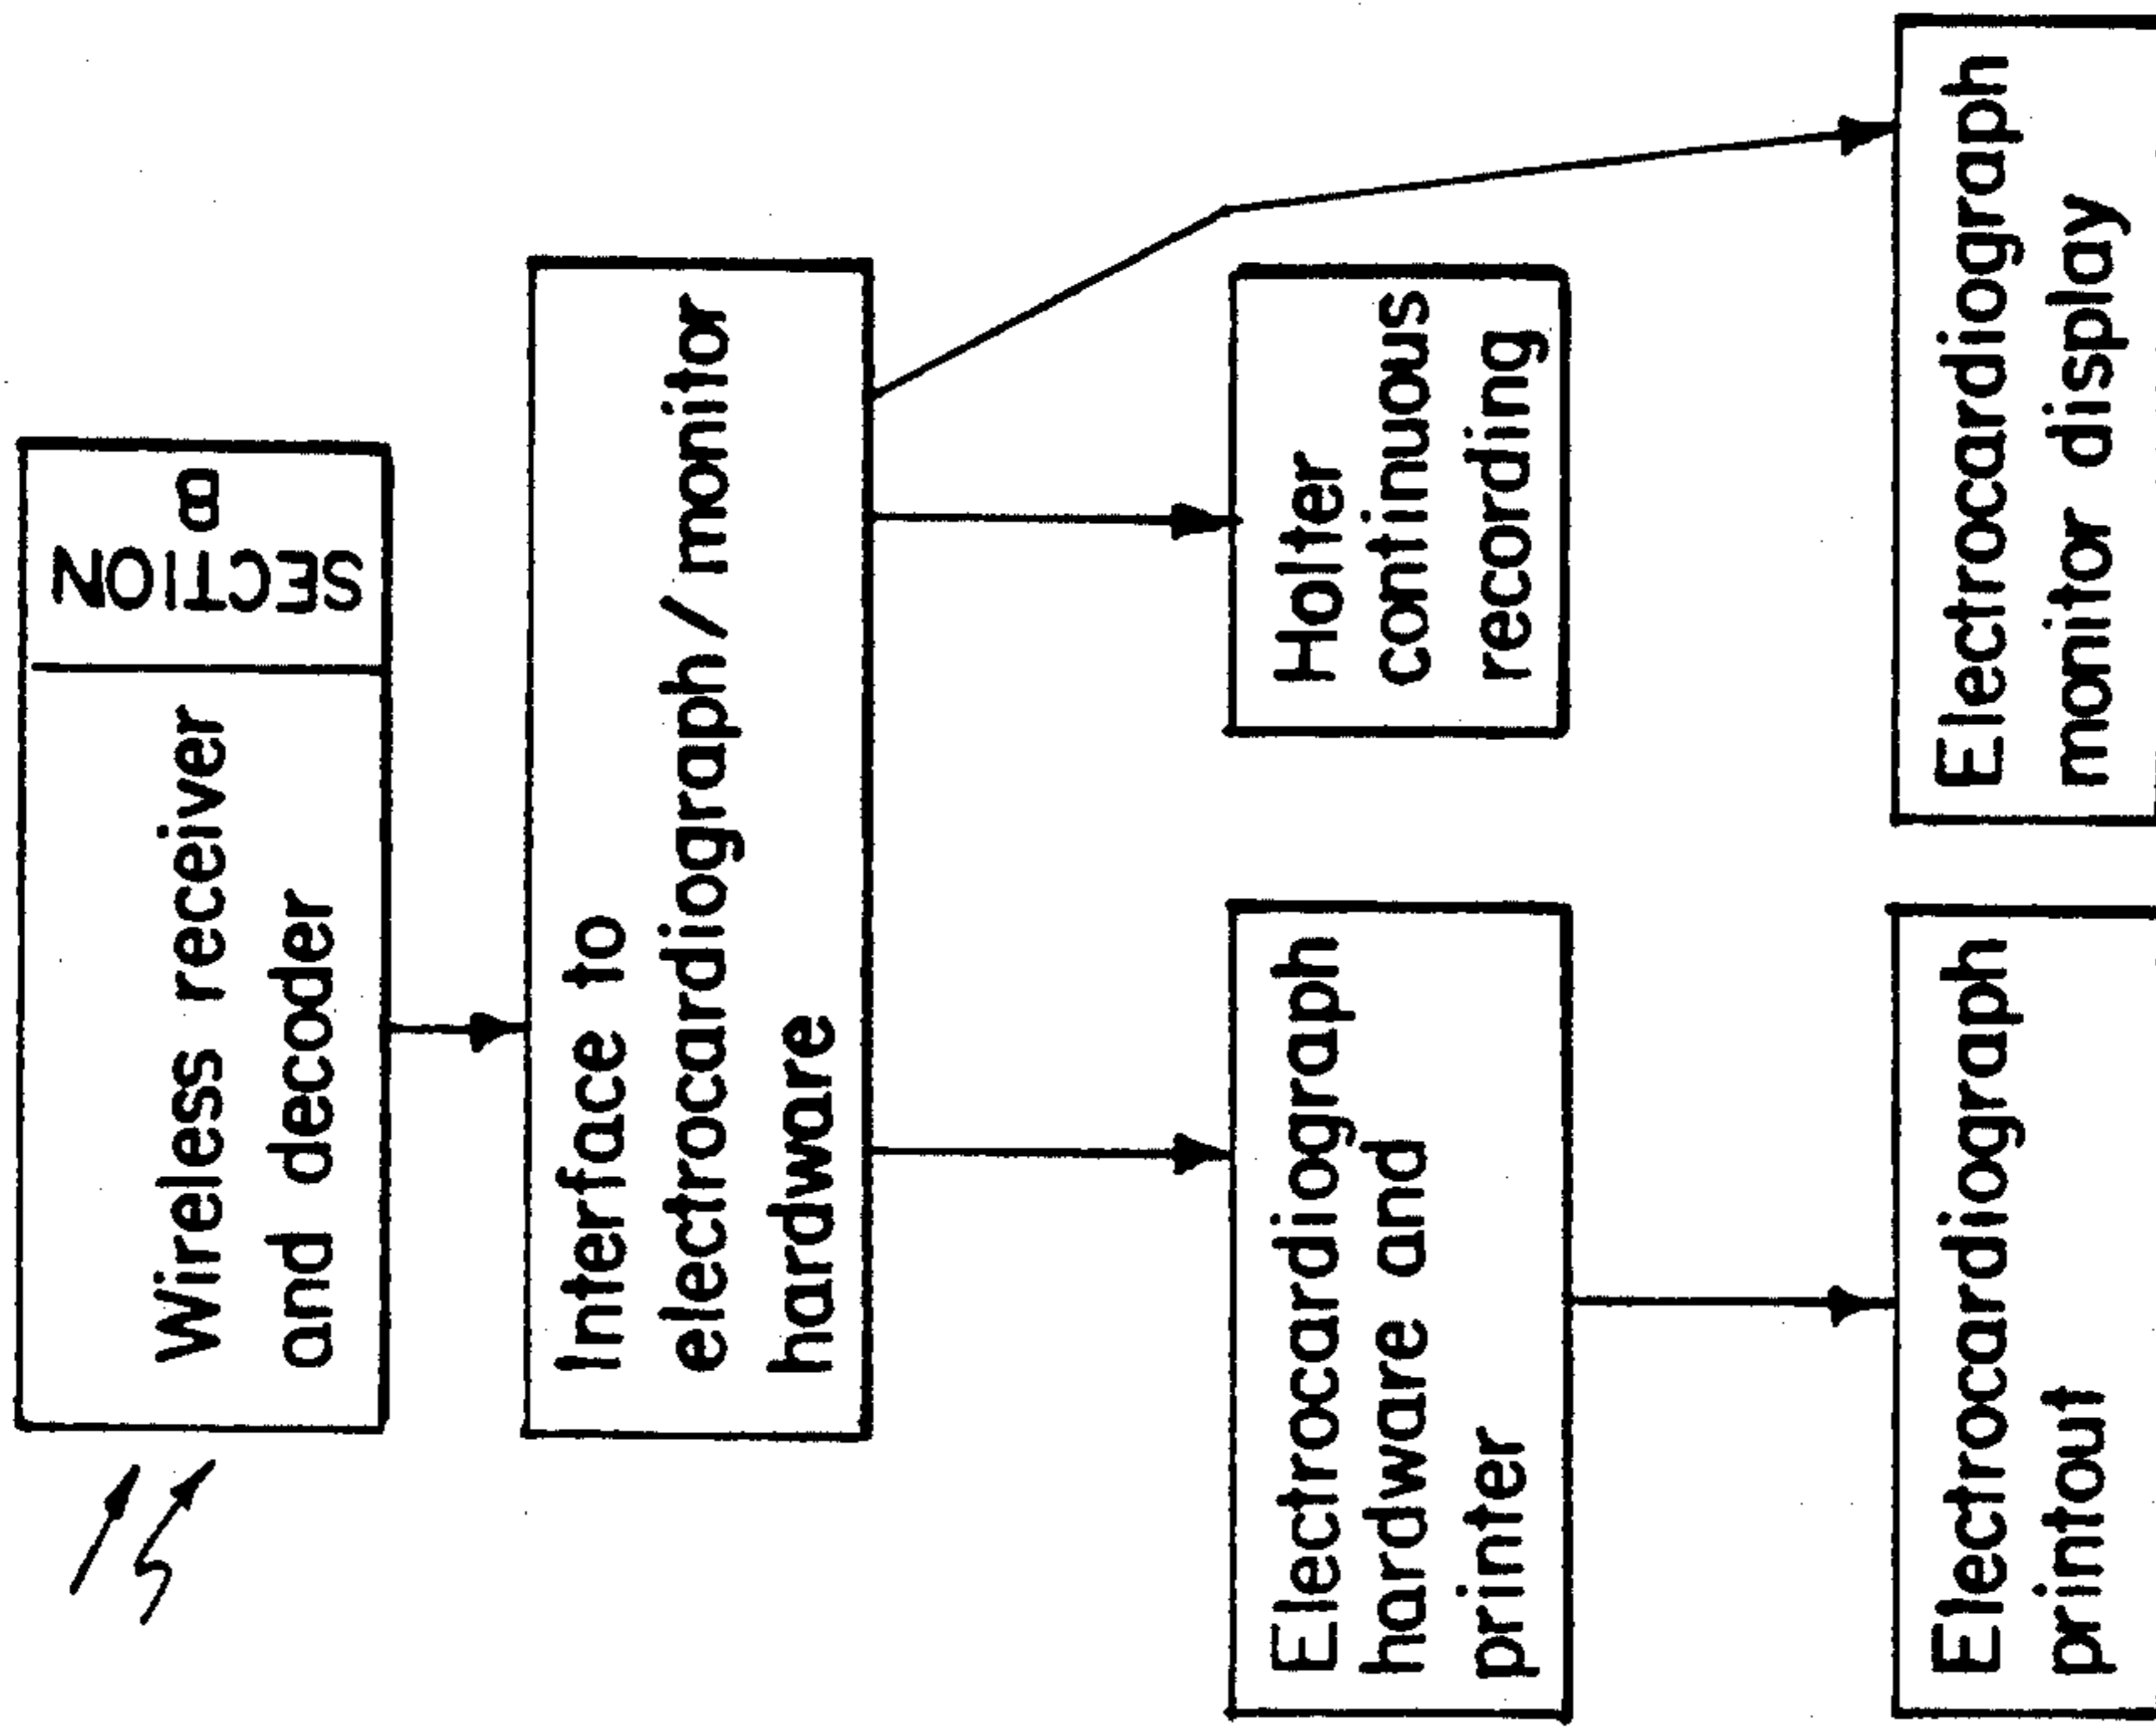 Wireless receiver
and decoder
SECTION
B
Interface to
electrocardiograph/monitor
hardware
Electrocardiograph
hardware and
printer
Holter
continuous
recording
Electrocardiograph
printout
Electrocardiograph
monitor display